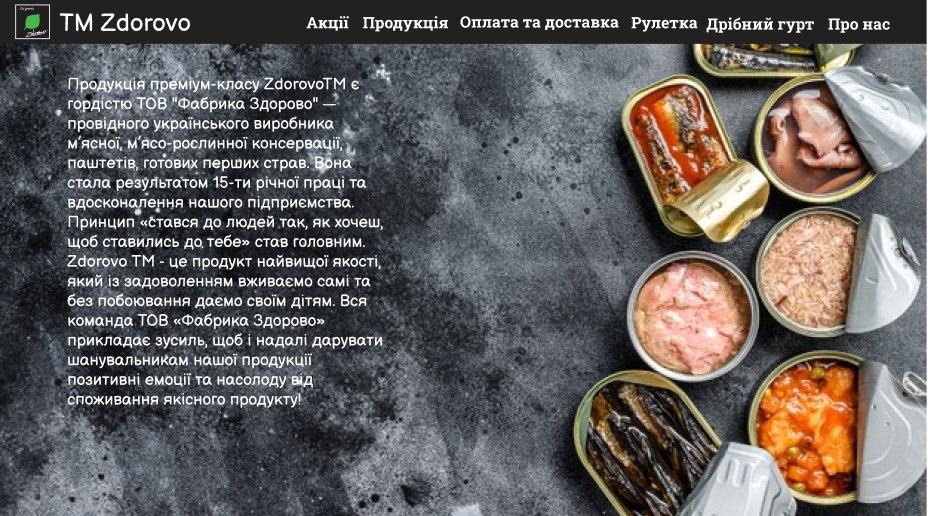 TM Zdorovo
Акції Продукція Оплата та доставка Рулетка Дрібний гурт Про нас
Продукція преміум-класу ZdorovoTM є
гордістю ТОВ "Фабрика Здорово" —
провідного українського виробника
м'ясної, м'ясо-рослинної консервації,
паштетів, готових перших страв. Вона
стала результатом 15-ти річної праці та
вдосконалення нашого підприємства.
Принцип «стався до людей так, як хочеш,
щоб ставились до тебе» став головним.
Zdorovo TM - це продукт найвищої якості,
який із задоволенням вживаємо самі та
без побоювання даємо своїм дітям. Вся
команда ТОВ «Фабрика Здорово»
прикладає зусиль, щоб і надалі дарувати
шанувальникам нашої продукції
позитивні емоції та насолоду від
споживання якісного продукту!